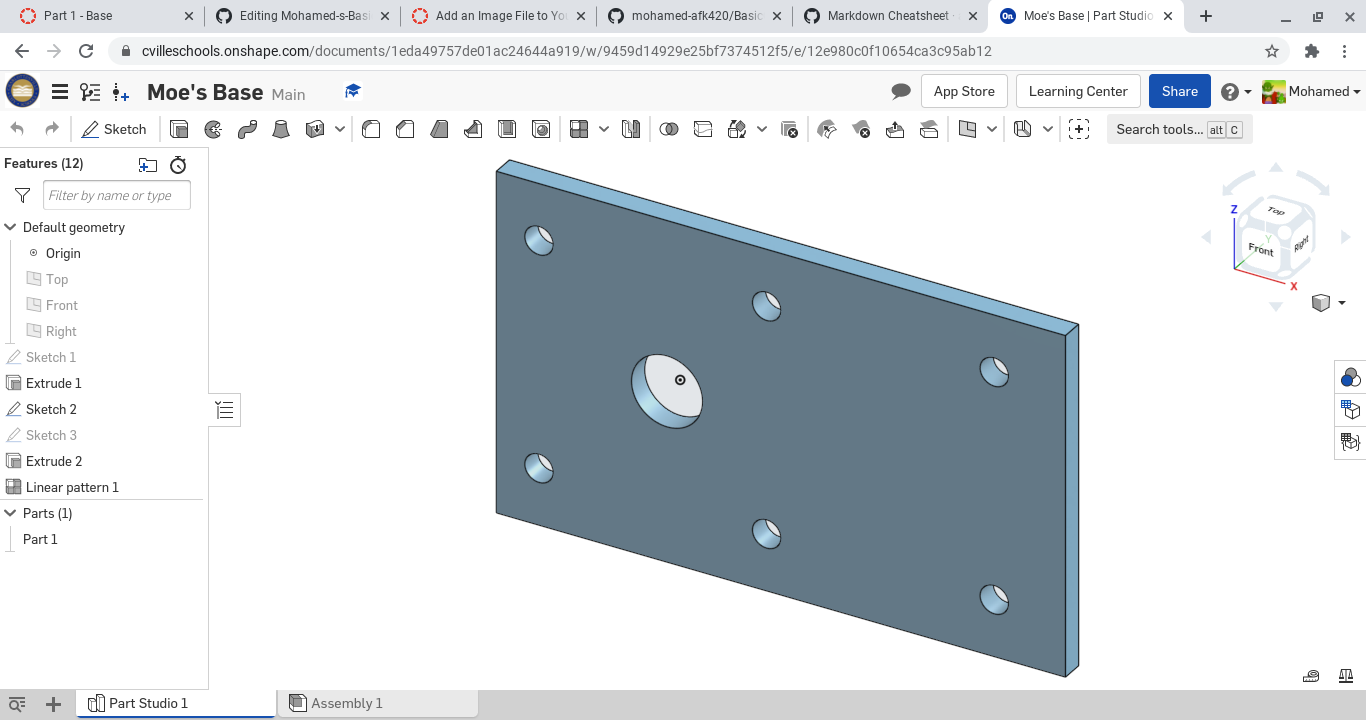 Part 1 - Base
Editing Mohamed-s-Basi
Add an Image File to Yo
mohamed-afk420/Basic
Markdown Cheatsheet ·
On Moe's Base | Part Studio
cvilleschools.onshape.com/documents/1eda49757de01ac24644a919/w/9459d14929e25bf7374512f5/e/12e980c0f10654ca3c95ab12
Moe's Base Main
App Store
Learning Center
Share
Mohamed
Sketch
Search tools... alt C
Features (12)
Filter by name or type
Default geometry
Origin
Top
Front
Right
Sketch 1
Extrude 1
Sketch 2
Sketch 3
Extrude 2
Linear pattern 1
Parts (1)
Part 1
Z
Top
Y
Front
Right
X
Part Studio 1
Assembly 1